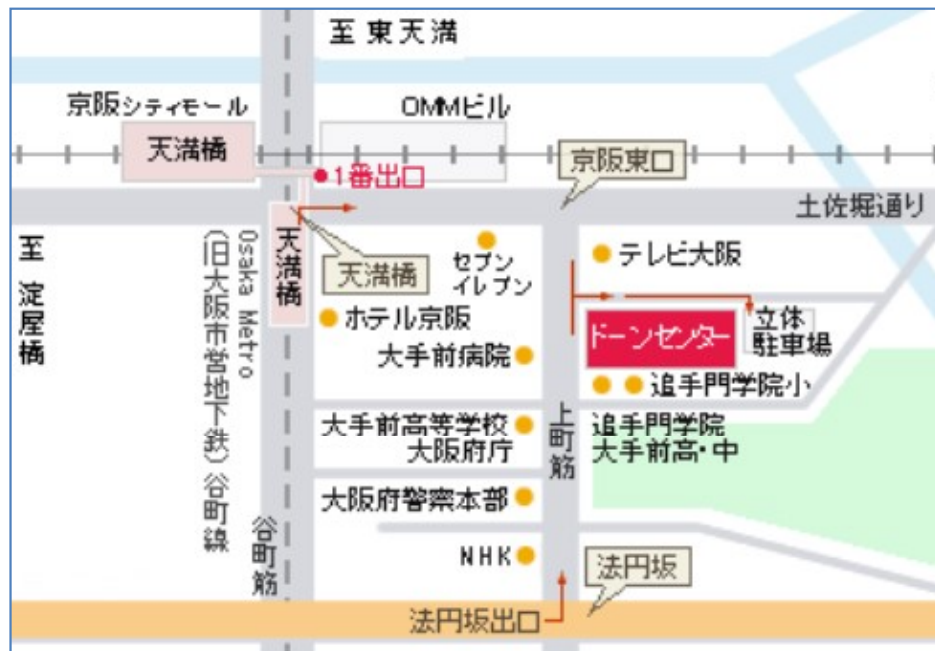 至 東天満
京阪シティモール
OMMビル
天満橋
1番出口
京阪東口
土佐堀通り
至 淀屋橋
Osaka Metro
(旧大阪市営地下鉄)谷町線
天満橋
天満橋
セブン
イレブン
テレビ大阪
ホテル京阪
ドーンセンター
立体
駐車場
大手前病院
追手門学院小
大手前高等学校
大阪府庁
上町筋
追手門学院
大手前高・中
大阪府警察本部
谷町筋
NHK
法円坂
法円坂出口